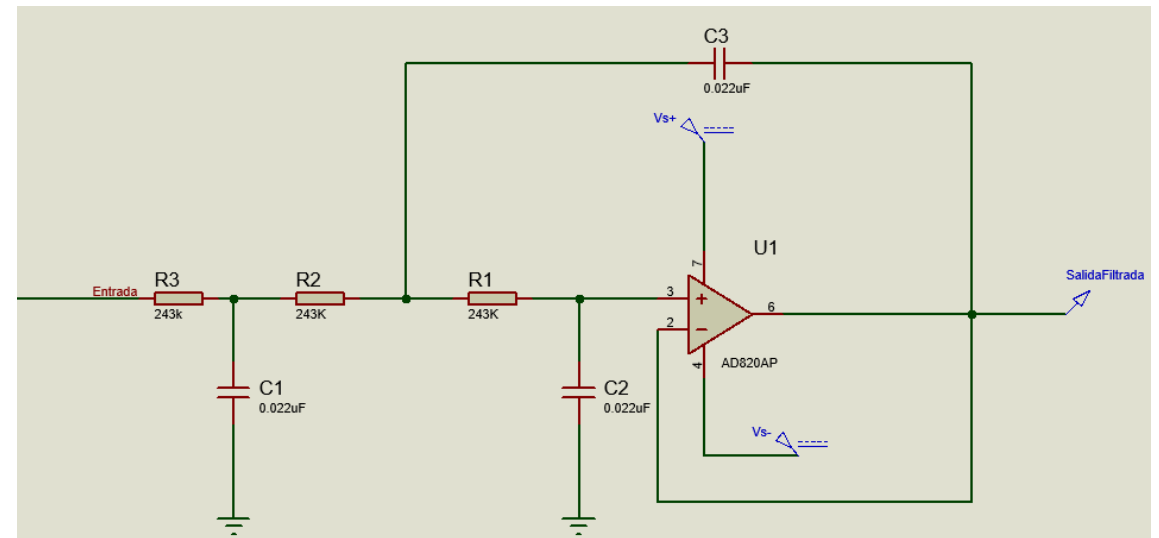 C3
0.022uF
Vs+
U1
7
Entrada
R3
243k
R2
243K
R1
243K
3
2
6
4
AD820AP
SalidaFiltrada
C1
0.022uF
C2
0.022uF
Vs-